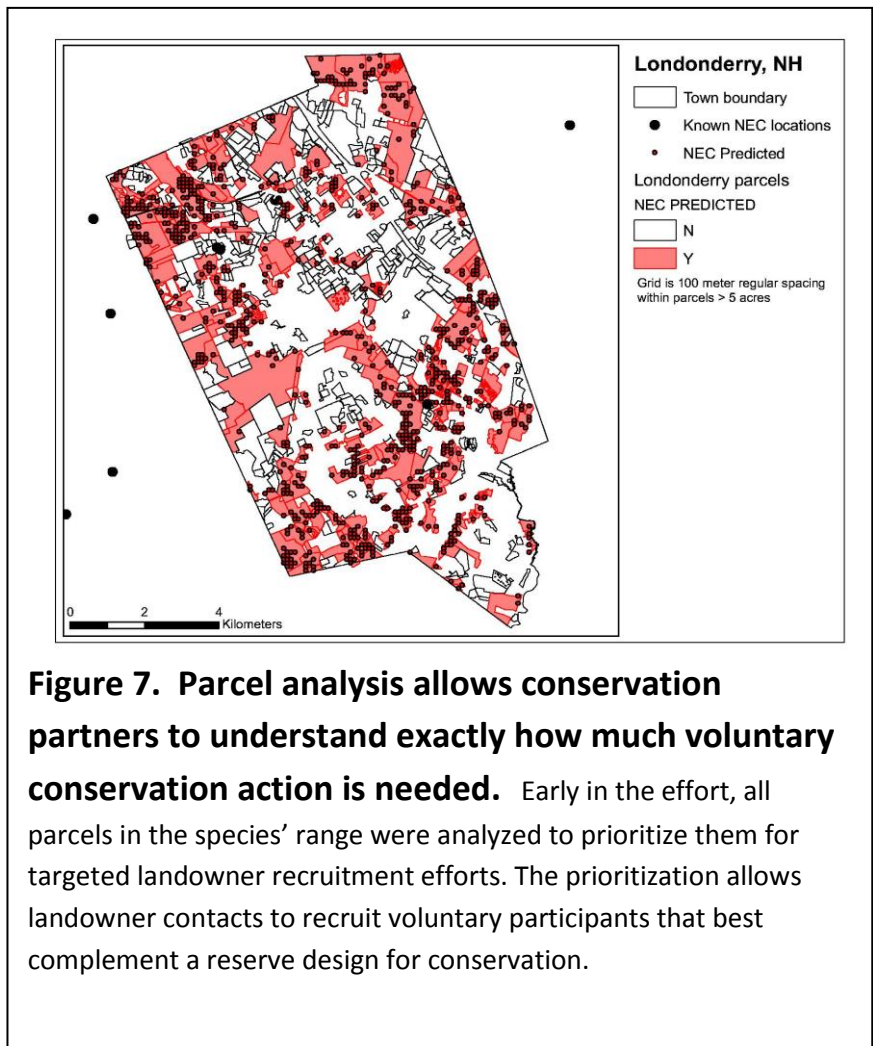 Londonderry, NH
Town boundary
Known NEC locations
NEC Predicted
Londonderry parcels
NEC PREDICTED
N
Y
Grid is 100 meter regular spacing
within parcels > 5 acres
0 2 4
Kilometers
Figure 7. Parcel analysis allows conservation
partners to understand exactly how much voluntary
conservation action is needed. Early in the effort, all
parcels in the species’ range were analyzed to prioritize them for
targeted landowner recruitment efforts. The prioritization allows
landowner contacts to recruit voluntary participants that best
complement a reserve design for conservation.